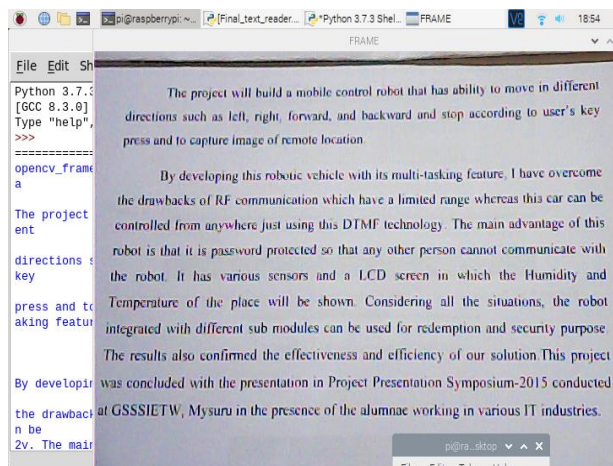 pi@raspberrypi: ~...
[Final_text_reader...
*Python 3.7.3 Shel...
FRAME
V2
18:54
FRAME
File Edit Sh
Python 3.7.3
[GCC 8.3.0]
Type "help",
>>>
opencv_frame
a
The project
ent
directions s
key
press and to
aking featur
By developin
the drawback
n be
2v. The main
The project will build a mobile control robot that has ability to move in different
directions such as left, right, forward, and backward and stop according to user's key
press and to capture image of remote location.
By developing this robotic vehicle with its multi-tasking feature, I have overcome
the drawbacks of RF communication which have a limited range whereas this car can be
controlled from anywhere just using this DTMF technology. The main advantage of this
robot is that it is password protected so that any other person cannot communicate with
the robot. It has various sensors and a LCD screen in which the Humidity and
Temperature of the place will be shown. Considering all the situations, the robot
integrated with different sub modules can be used for redemption and security purpose.
The results also confirmed the effectiveness and efficiency of our solution.This project
was concluded with the presentation in Project Presentation Symposium-2015 conducted
at GSSSIETW, Mysuru in the presence of the alumnae working in various IT industries.
pi@ra...sktop